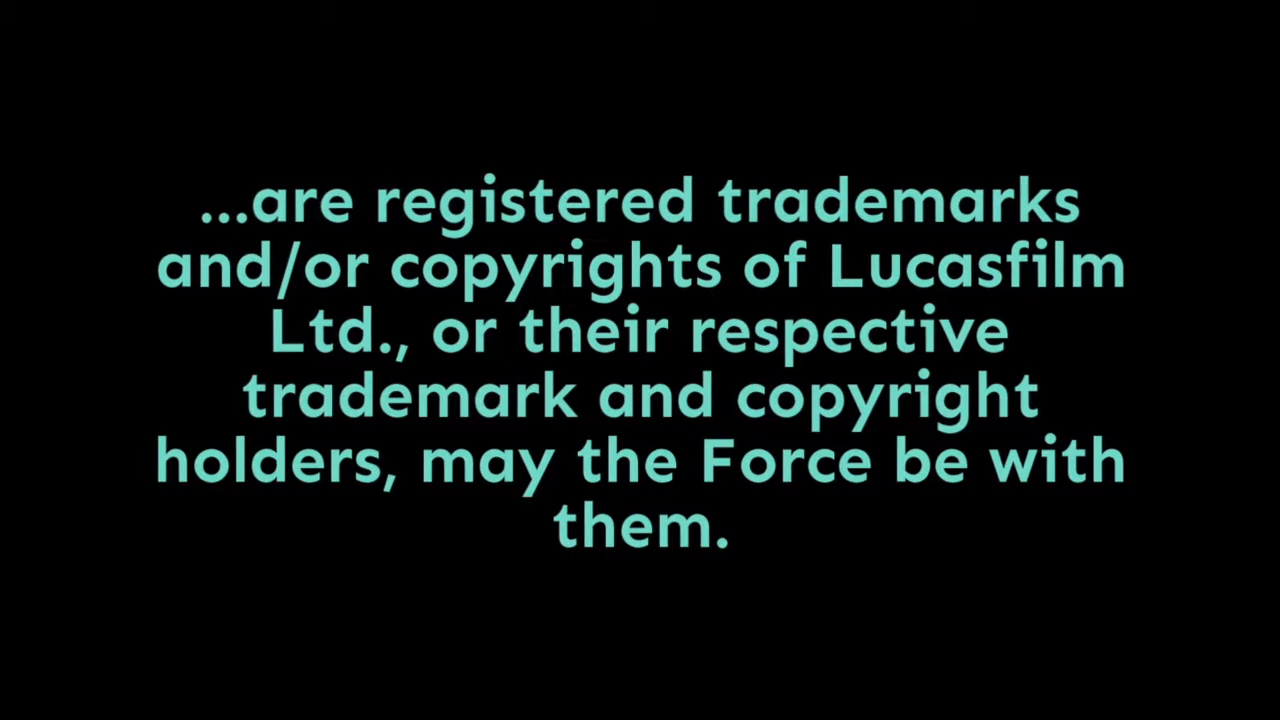 ...are registered trademarks
and/or copyrights of Lucasfilm
Ltd., or their respective
trademark and copyright
holders, may the Force be with
them.